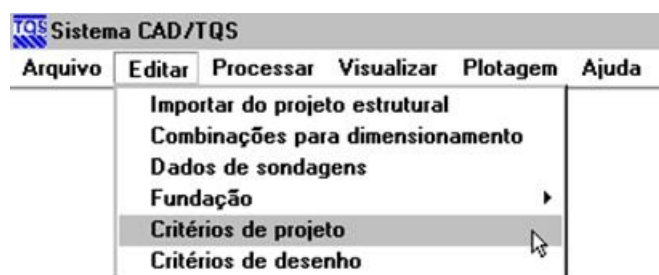 TQS Sistema CAD/TQS
Arquivo Editar Processar Visualizar Plotagem Ajuda
Importar do projeto estrutural
Combinações para dimensionamento
Dados de sondagens
Fundação
Critérios de projeto
Critérios de desenho